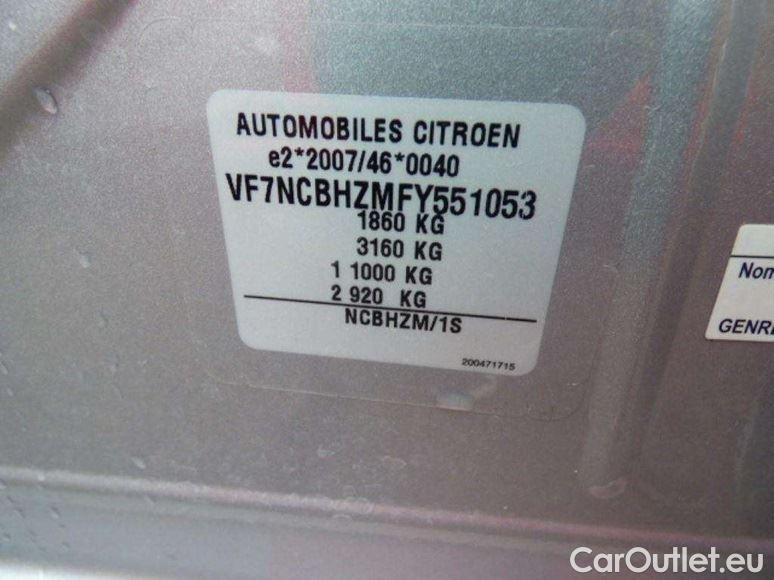 AUTOMOBILES CITROEN
e2*2007/46*0040
VF7NCBHZMFY551053
1860 KG
3160 KG
1 1000 KG
2 920 KG
NCBHZM/1S
200471715
Nom
GENR
CarOutlet.eu